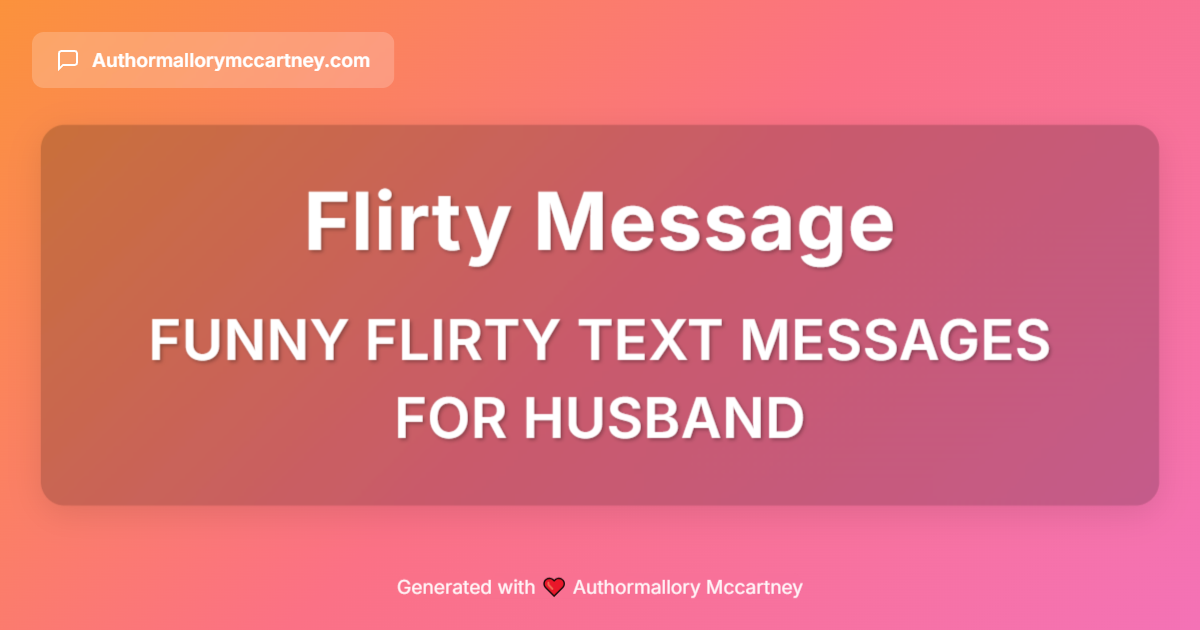 Authormallorymccartney.com
Flirty Message
FUNNY FLIRTY TEXT MESSAGES
FOR HUSBAND
Generated with ❤️ Authormallory Mccartney